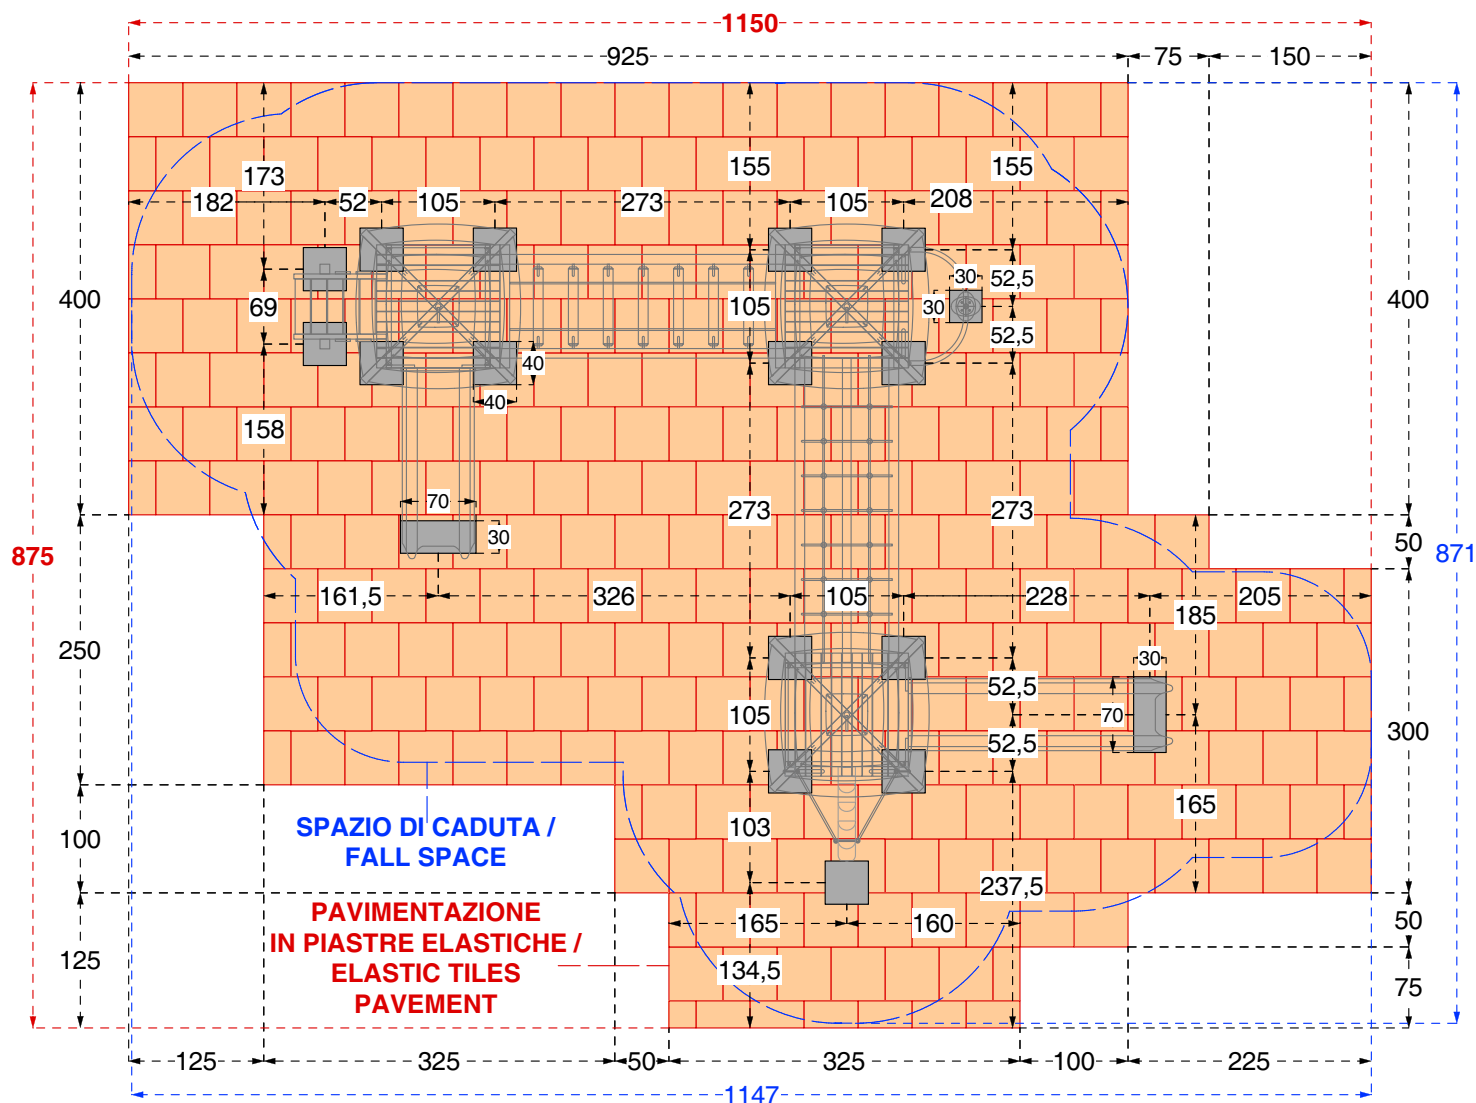 1150
925 75 150
173 155 155
182 52 105 273 105 208
400 69 105 30 30 52,5 52,5 400
40 40
158
70 30 273 273
875 50 871
161,5 326 105 228 205
185
250 30
52,5
105 70 300
52,5
165
100 103
SPAZIO DI CADUTA /
FALL SPACE
237,5
PAVIMENTAZIONE
IN PIASTRE ELASTICHE /
ELASTIC TILES
PAVEMENT
165 160 50
125 134,5 75
125 325 50 325 100 225
1147